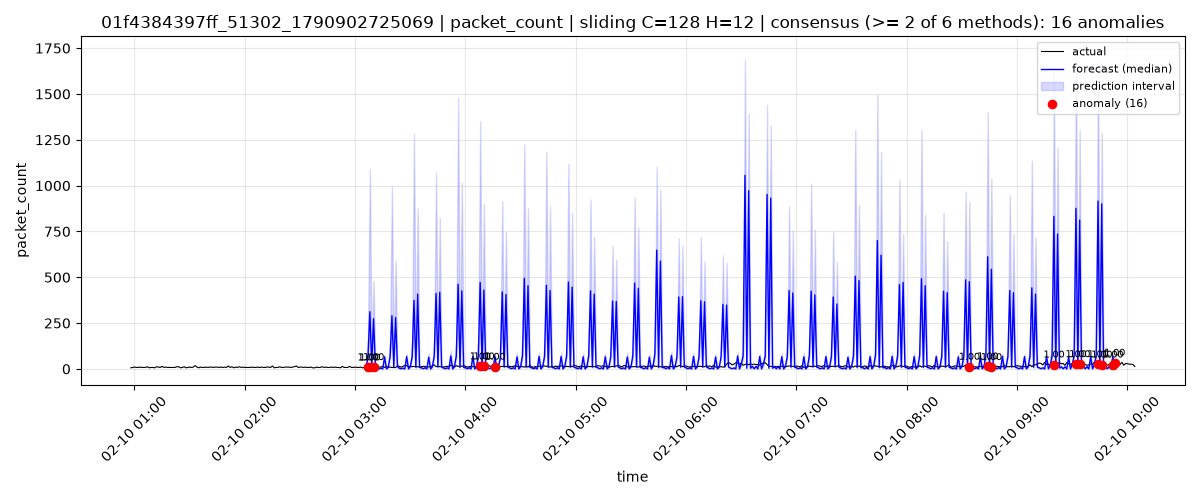 01f4384397ff_51302_1790902725069 | packet_count | sliding C=128 H=12 | consensus (>= 2 of 6 methods): 16 anomalies
packet_count
1750
1500
1250
1000
750
500
250
0
actual
forecast (median)
prediction interval
anomaly (16)
02-10 01:00
02-10 02:00
02-10 03:00
02-10 04:00
02-10 05:00
02-10 06:00
02-10 07:00
02-10 08:00
02-10 09:00
02-10 10:00
time